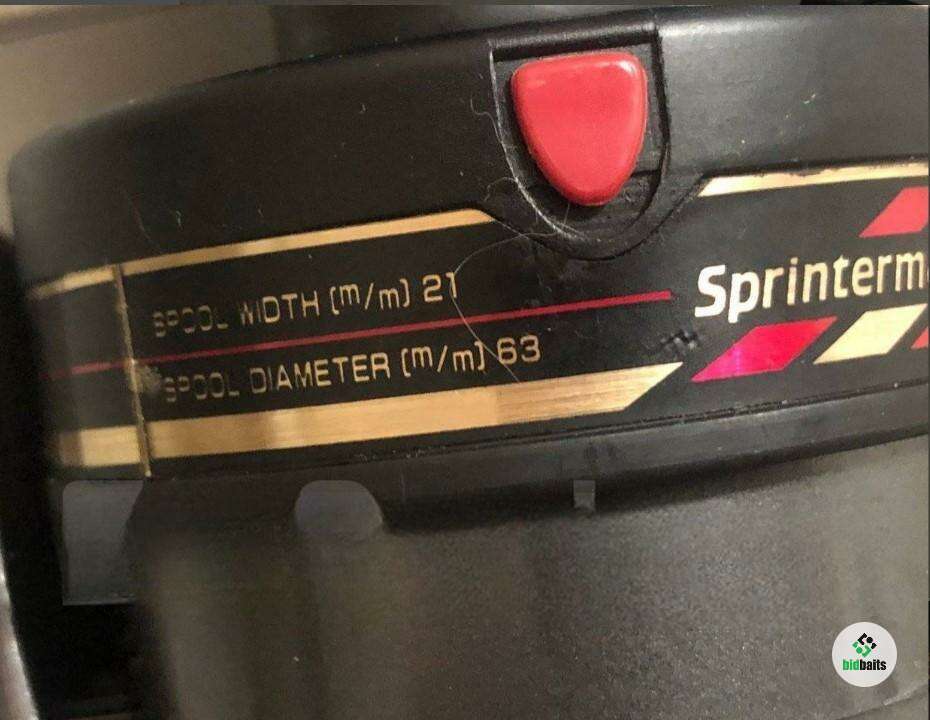 SPOOL WIDTH (m/m) 21
SPOOL DIAMETER (m/m) 63
Sprinterm
bidbaits